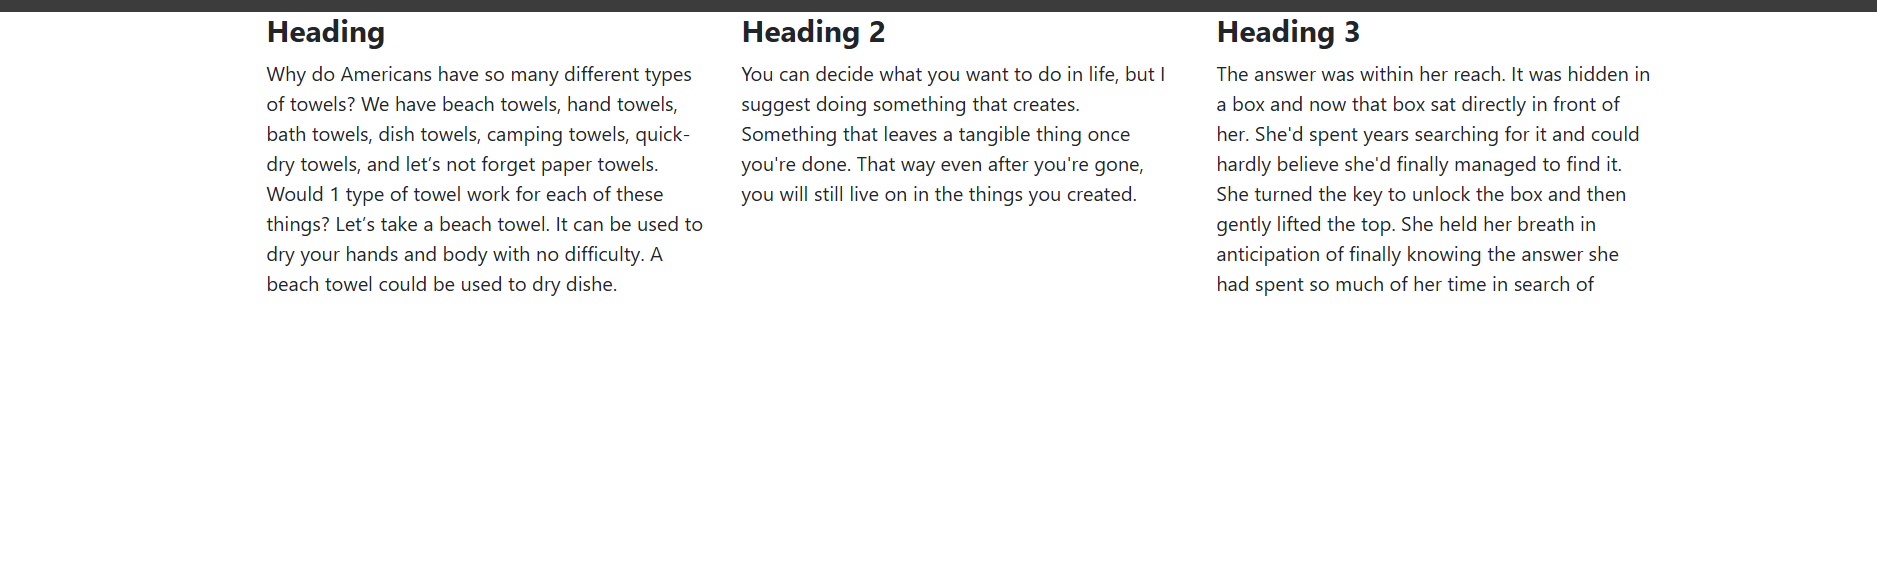 Heading
Why do Americans have so many different types
of towels? We have beach towels, hand towels,
bath towels, dish towels, camping towels, quick-
dry towels, and let’s not forget paper towels.
Would 1 type of towel work for each of these
things? Let’s take a beach towel. It can be used to
dry your hands and body with no difficulty. A
beach towel could be used to dry dishe.
Heading 2
You can decide what you want to do in life, but I
suggest doing something that creates.
Something that leaves a tangible thing once
you're done. That way even after you're gone,
you will still live on in the things you created.
Heading 3
The answer was within her reach. It was hidden in
a box and now that box sat directly in front of
her. She'd spent years searching for it and could
hardly believe she'd finally managed to find it.
She turned the key to unlock the box and then
gently lifted the top. She held her breath in
anticipation of finally knowing the answer she
had spent so much of her time in search of